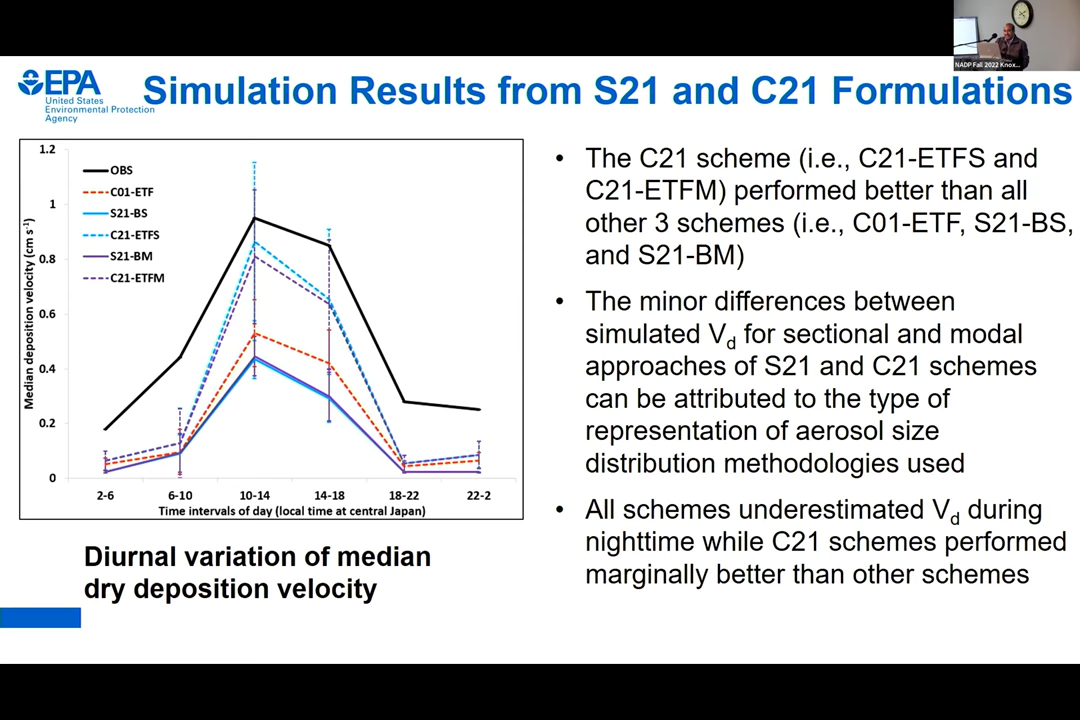 NADP Fall 2022 Knox...
EPA
United States
Environmental Protection
Agency
Simulation Results from S21 and C21 Formulations
Median deposition velocity (cm s-1)
1.2
1
0.8
0.6
0.4
0.2
0
OBS
C01-ETF
S21-BS
C21-ETFS
S21-BM
C21-ETFM
2-6 6-10 10-14 14-18 18-22 22-2
Time intervals of day (local time at central Japan)
Diurnal variation of median
dry deposition velocity
• The C21 scheme (i.e., C21-ETFS and
C21-ETFM) performed better than all
other 3 schemes (i.e., C01-ETF, S21-BS,
and S21-BM)
• The minor differences between
simulated Vd for sectional and modal
approaches of S21 and C21 schemes
can be attributed to the type of
representation of aerosol size
distribution methodologies used
• All schemes underestimated Vd during
nighttime while C21 schemes performed
marginally better than other schemes